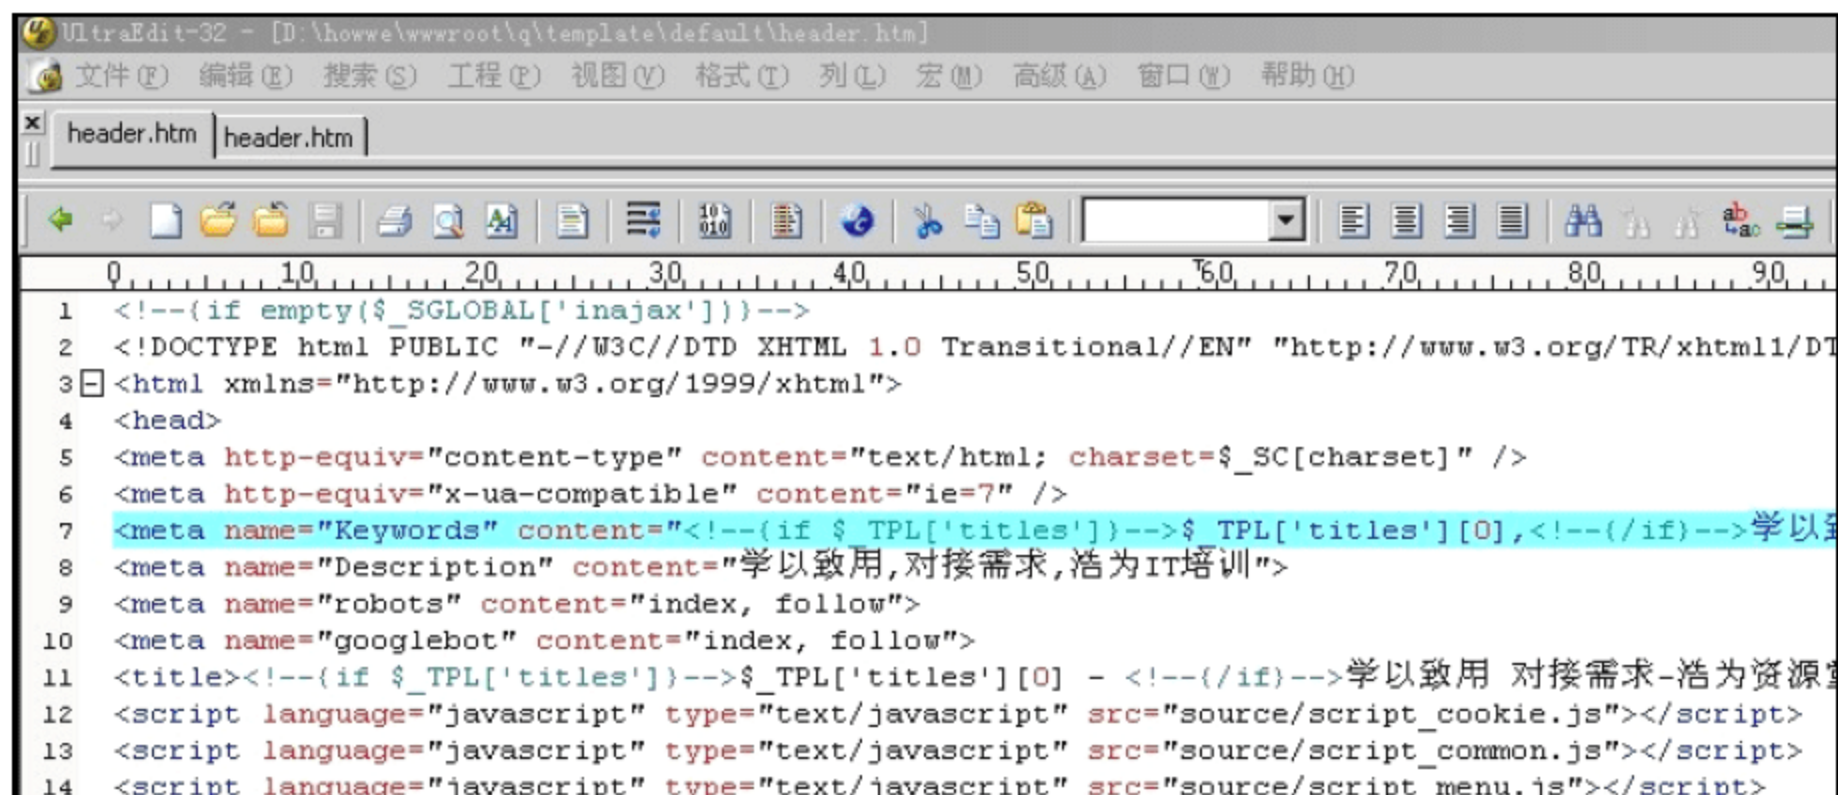 UltraEdit-32 - [D:\howwe\wwwroot\q\template\default\header.htm]
文件(F) 编辑(E) 搜索(S) 工程(P) 视图(V) 格式(T) 列(L) 宏(M) 高级(A) 窗口(W) 帮助(H)
header.htm header.htm
0 10 20 30 40 50 60 70 80 90
1 <!--{if empty($_SGLOBAL['inajax'])}-->
2 <!DOCTYPE html PUBLIC "-//W3C//DTD XHTML 1.0 Transitional//EN" "http://www.w3.org/TR/xhtml1/DT
3 <html xmlns="http://www.w3.org/1999/xhtml">
4 <head>
5 <meta http-equiv="content-type" content="text/html; charset=$_SC[charset]" />
6 <meta http-equiv="x-ua-compatible" content="ie=7" />
7 <meta name="Keywords" content="<!--{if $_TPL['titles']}-->$_TPL['titles'][0],<!--{/if}-->学以
8 <meta name="Description" content="学以致用,对接需求,浩为IT培训">
9 <meta name="robots" content="index, follow">
10 <meta name="googlebot" content="index, follow">
11 <title><!--{if $_TPL['titles']}-->$_TPL['titles'][0] - <!--{/if}-->学以致用 对接需求-浩为资源
12 <script language="javascript" type="text/javascript" src="source/script_cookie.js"></script>
13 <script language="javascript" type="text/javascript" src="source/script_common.js"></script>
14 <script language="javascript" type="text/javascript" src="source/script_menu.js"></script>